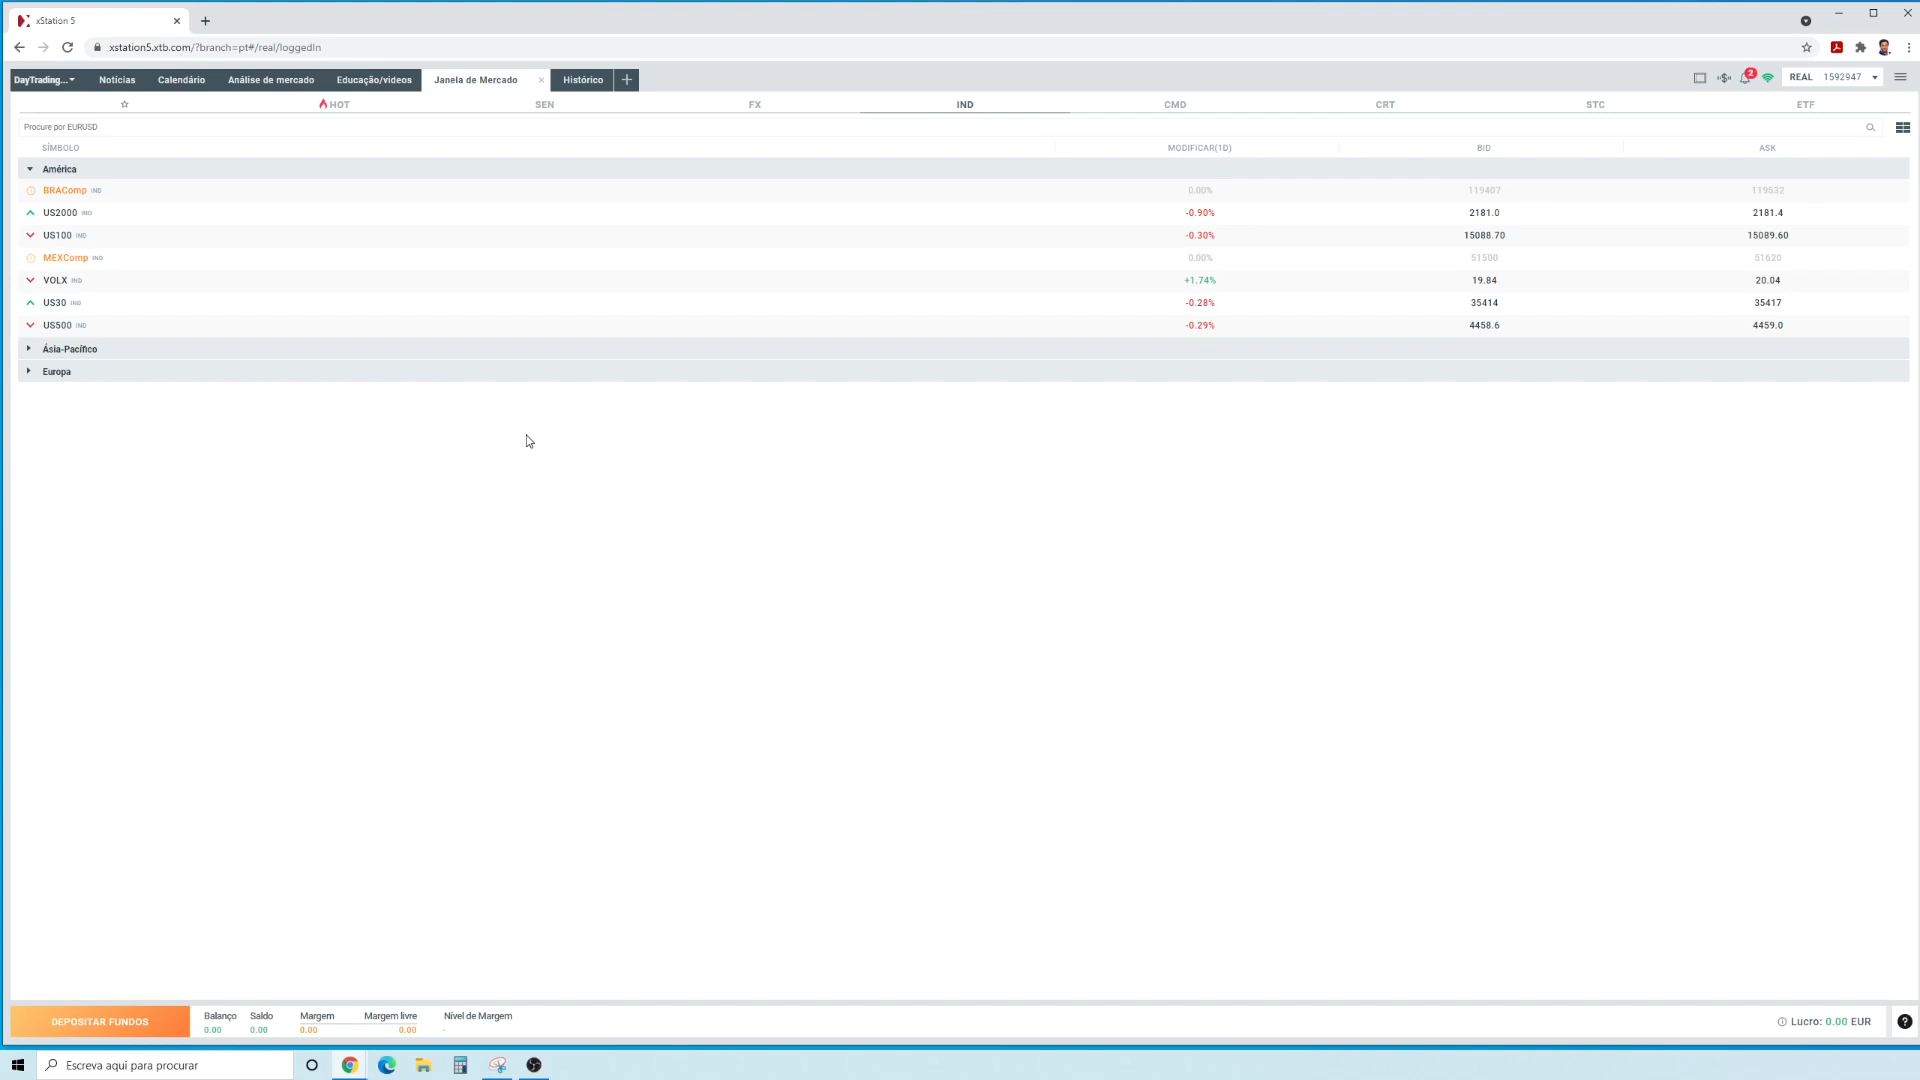 xStation 5
xstation5.xtb.com/?branch=pt#/real/loggedIn
DayTrading... Notícias Calendário Análise de mercado Educação/videos Janela de Mercado Histórico 2 REAL 1592947
HOT SEN FX IND CMD CRT STC ETF
Procure por EURUSD
SÍMBOLO MODIFICAR(1D) BID ASK
América
BRAComp IND 0.00% 119407 119532
US2000 IND -0.90% 2181.0 2181.4
US100 IND -0.30% 15088.70 15089.60
MEXComp IND 0.00% 51500 51620
VOLX IND +1.74% 19.84 20.04
US30 IND -0.28% 35414 35417
US500 IND -0.29% 4458.6 4459.0
Ásia-Pacífico
Europa
DEPOSITAR FUNDOS Balanço Saldo Margem Margem livre Nível de Margem Lucro: 0.00 EUR
0.00 0.00 0.00 0.00 -
Escreva aqui para procurar